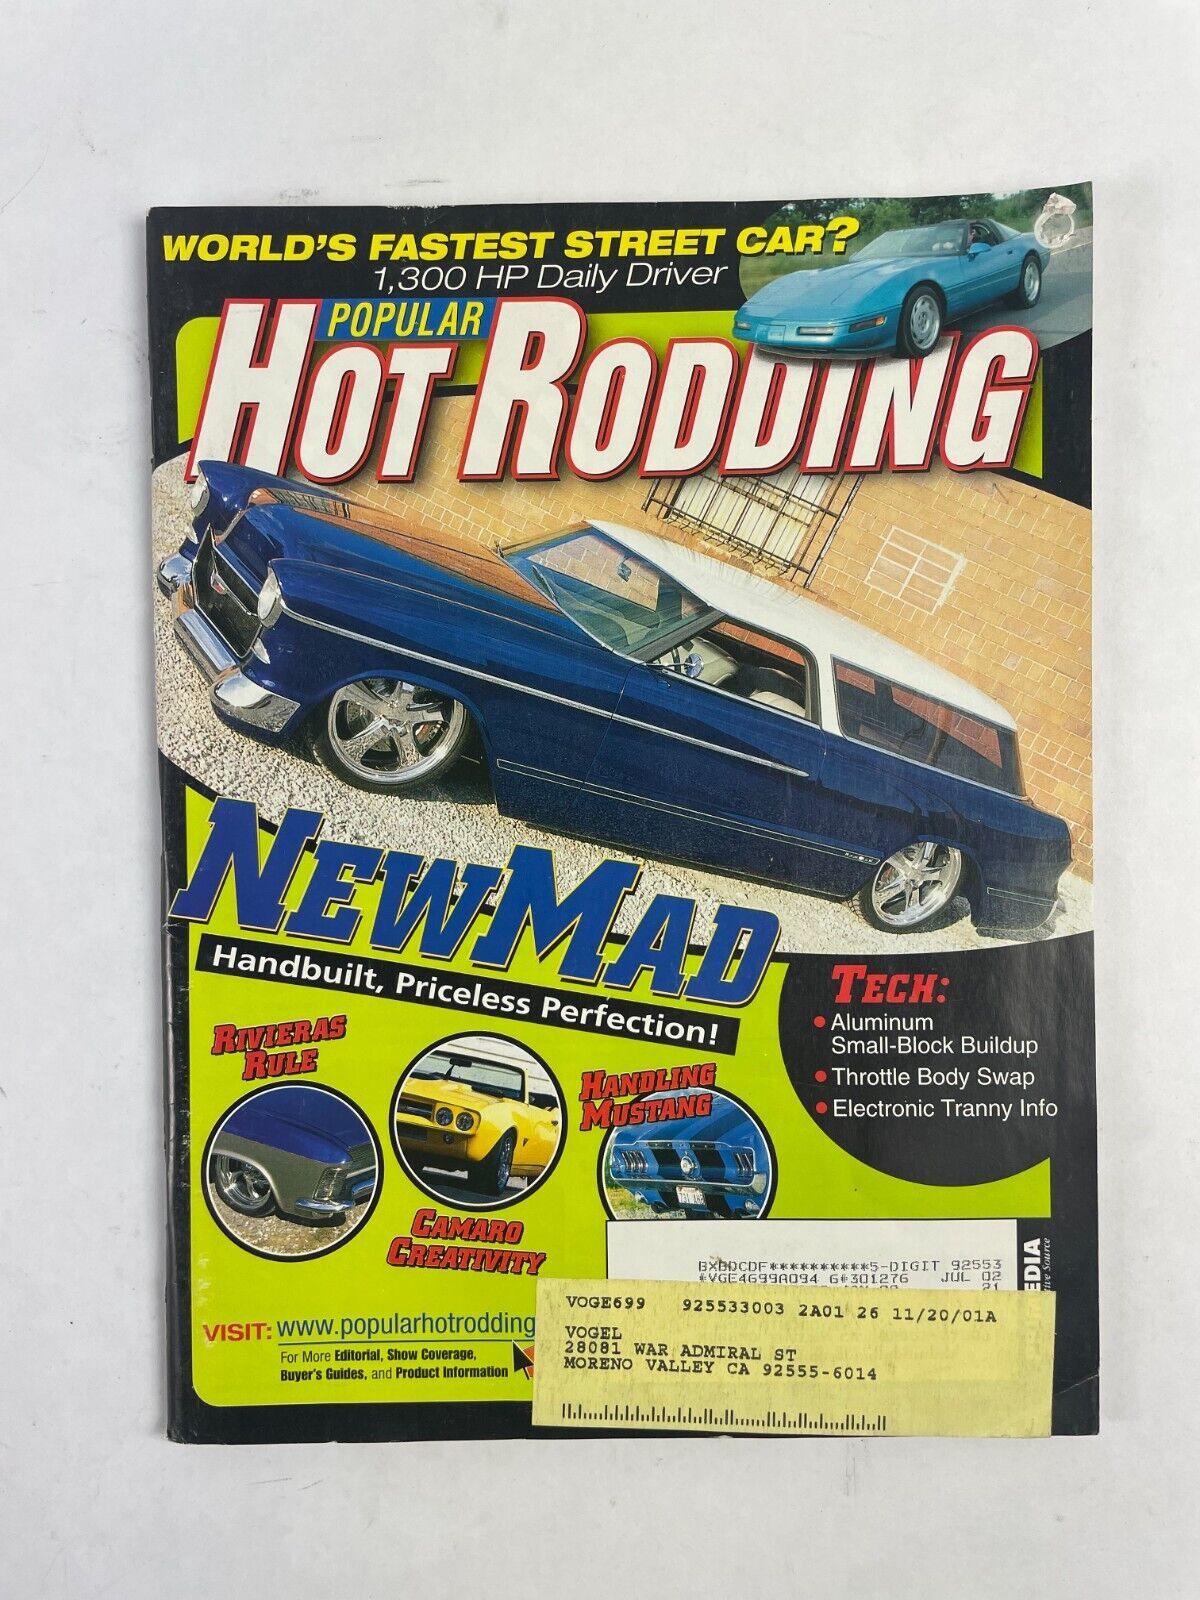 WORLD'S FASTEST STREET CAR?
1,300 HP Daily Driver
POPULAR
HOT RODDING
NEWMAD
Handbuilt, Priceless Perfection!
RIVIERAS
RULE
CAMARO
CREATIVITY
HANDLING
MUSTANG
TECH:
• Aluminum
Small-Block Buildup
• Throttle Body Swap
• Electronic Tranny Info
VISIT: www.popularhotrodding
For More Editorial, Show Coverage,
Buyer's Guides, and Product Information
BXBDCDF**********5-DIGIT 92553
*VGE4699A094 6*301276 JUL 02
21
VOGE699 925533003 2A01 26 11/20/01A
VOGEL
28081 WAR ADMIRAL ST
MORENO VALLEY CA 92555-6014
EDIA
Source